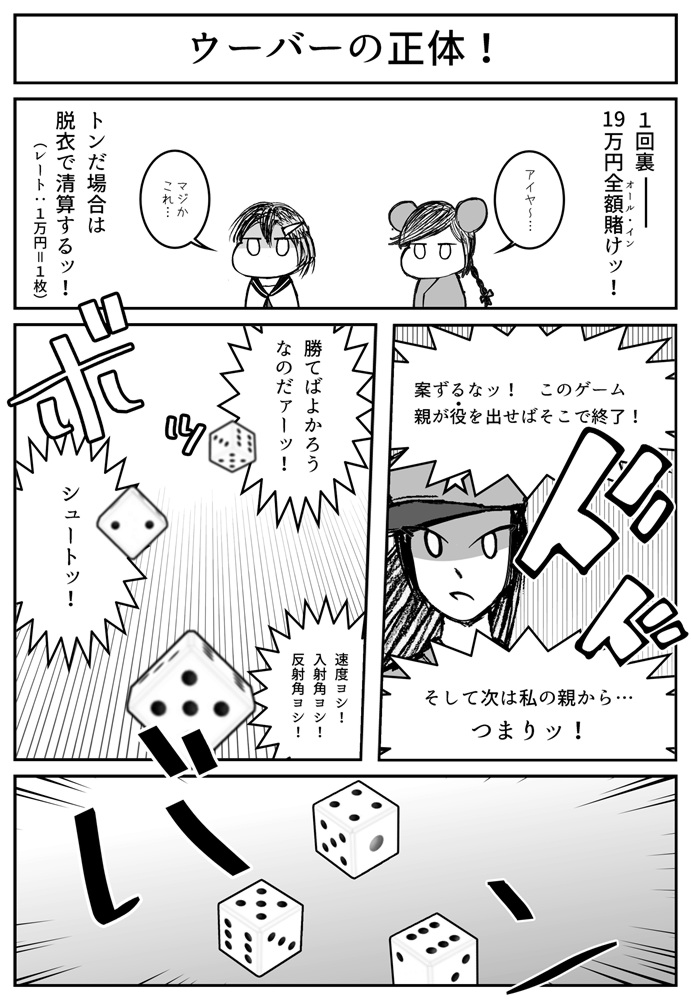 ウーバーの正体！
１回裏――
19万円全額賭けッ！
オール・イン
アイヤ〜…
マジか
これ…
トンだ場合は
脱衣で清算するッ！
（レート：１万円＝１枚）
案ずるなッ！　このゲーム
親が役を出せばそこで終了！
ドド
そして次は私の親から…
つまりッ！
勝てばよかろう
なのだァーッ！
ボッ
シュートッ！
速度ヨシ！
入射角ヨシ！
反射角ヨシ！
バシィ